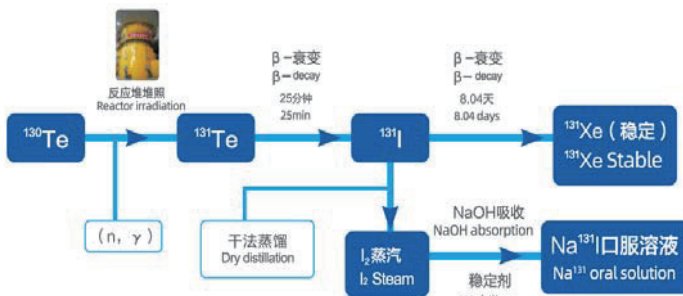 β-衰变
β-decay
25分钟
25min
β-衰变
β-decay
8.04天
8.04 days
反应堆堆照
Reactor irradiation
¹³⁰Te
¹³¹Te
¹³¹I
¹³¹Xe（稳定）
¹³¹Xe Stable
(n, γ)
干法蒸馏
Dry distillation
I₂蒸汽
I₂ Steam
NaOH吸收
NaOH absorption
稳定剂
Na¹³¹I口服溶液
Na¹³¹ oral solution